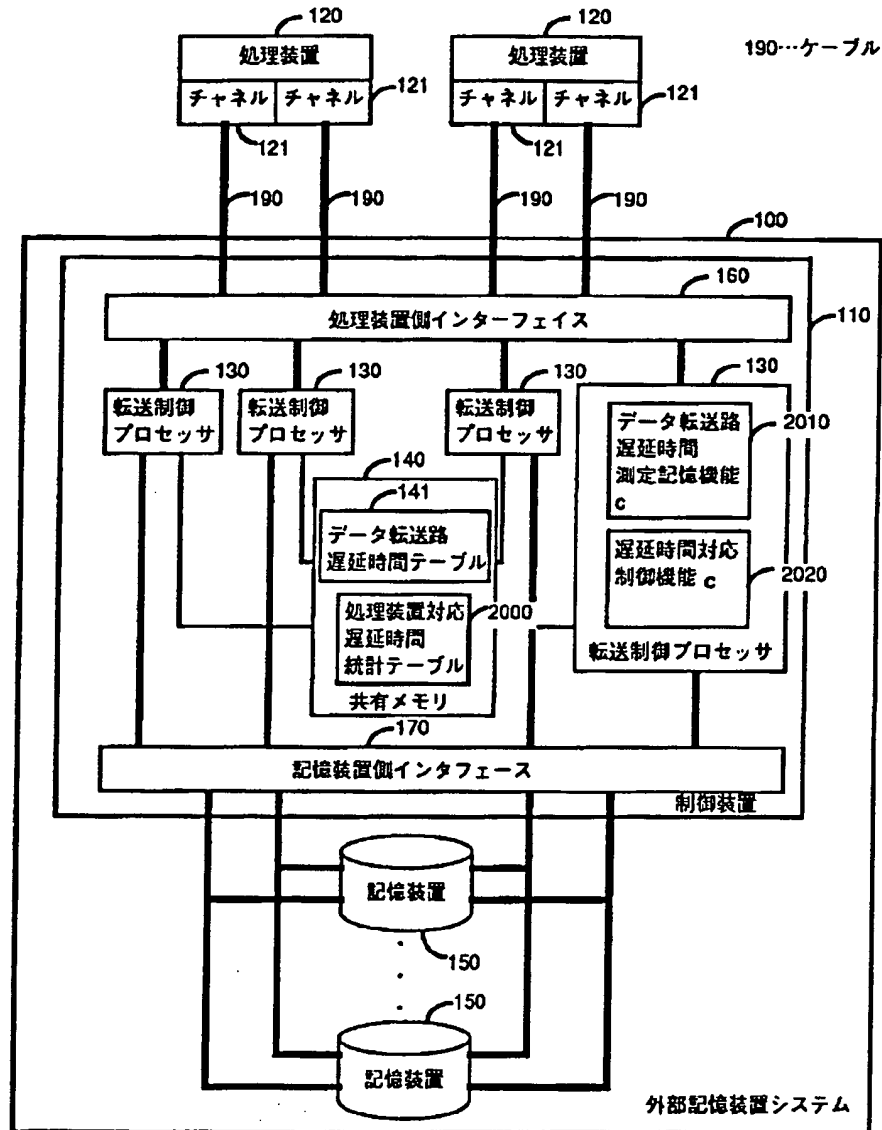 120
120
処理装置
処理装置
190…ケーブル
チャネル
チャネル
121
チャネル
チャネル
121
121
121
190
190
190
190
100
160
処理装置側インターフェイス
110
130
130
130
130
転送制御
プロセッサ
転送制御
プロセッサ
転送制御
プロセッサ
データ転送路
遅延時間
測定記憶機能
c
2010
140
141
データ転送路
遅延時間テーブル
遅延時間対応
制御機能 c
2020
処理装置対応
遅延時間
統計テーブル
2000
共有メモリ
転送制御プロセッサ
170
記憶装置側インタフェース
制御装置
記憶装置
150
150
記憶装置
外部記憶装置システム